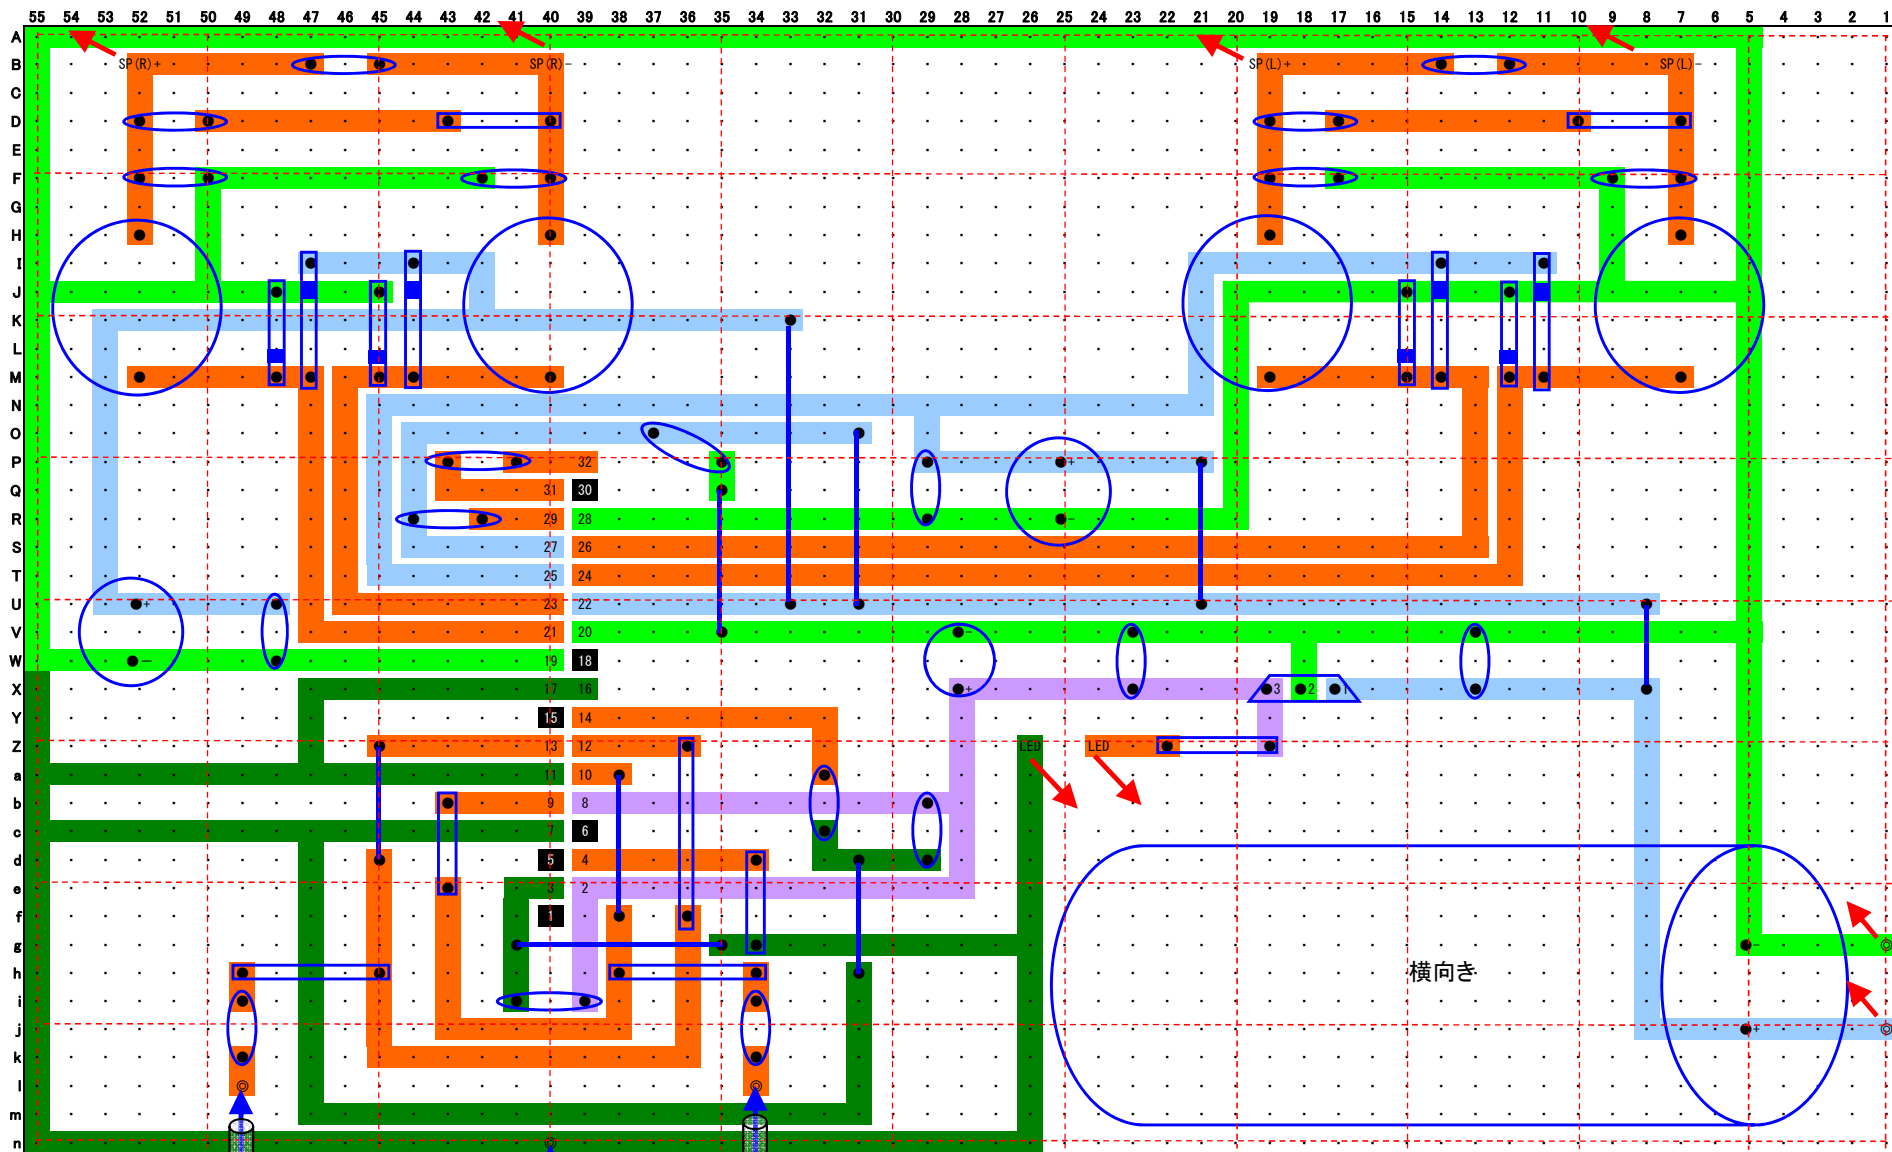 55 54 53 52 51 50 49 48 47 46 45 44 43 42 41 40 39 38 37 36 35 34 33 32 31 30 29 28 27 26 25 24 23 22 21 20 19 18 17 16 15 14 13 12 11 10 9 8 7 6 5 4 3 2 1
A
B SP(R)+ SP(R)- SP(L)+ SP(L)-
C
D
E
F
G
H
I
J
K
L
M
N
O
P 32 +
Q 31 30
R 29 28 -
S 27 26
T 25 24
U + 23 22
V 21 20 -
W - 19 18
X 17 16 + 3 2 1
Y 15 14
Z 13 12 LED LED
a 11 10
b 9 8
c 7 6
d 5 4
e 3 2
f 1
g - ◎
h 横向き
i
j + ◎
k
l ◎ ◎
m
n ◎